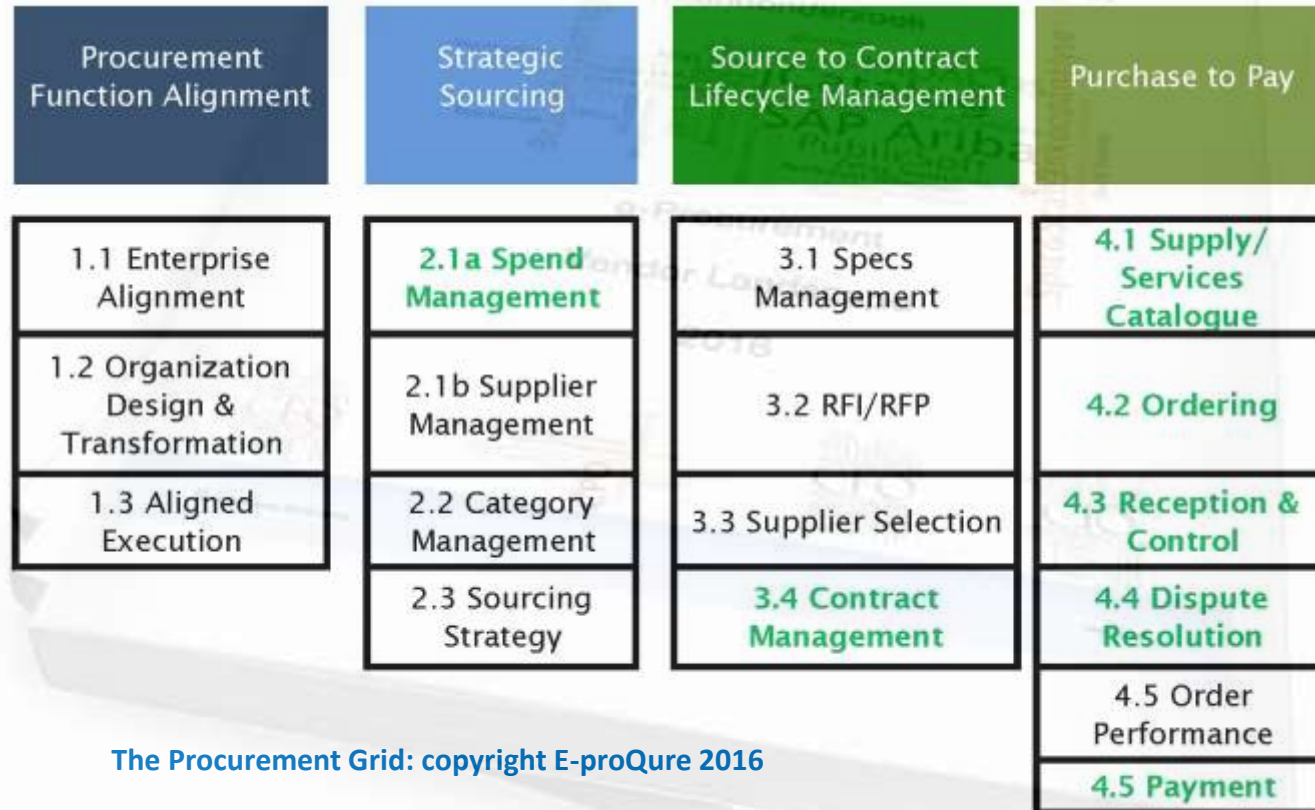 Procurement
Function Alignment
Strategic
Sourcing
Source to Contract
Lifecycle Management
Purchase to Pay
1.1 Enterprise
Alignment
1.2 Organization
Design &
Transformation
1.3 Aligned
Execution
2.1a Spend
Management
2.1b Supplier
Management
2.2 Category
Management
2.3 Sourcing
Strategy
3.1 Specs
Management
3.2 RFI/RFP
3.3 Supplier Selection
3.4 Contract
Management
4.1 Supply/
Services
Catalogue
4.2 Ordering
4.3 Reception &
Control
4.4 Dispute
Resolution
4.5 Order
Performance
4.5 Payment
The Procurement Grid: copyright E-proQure 2016
SAP Ariba
e-Procurement